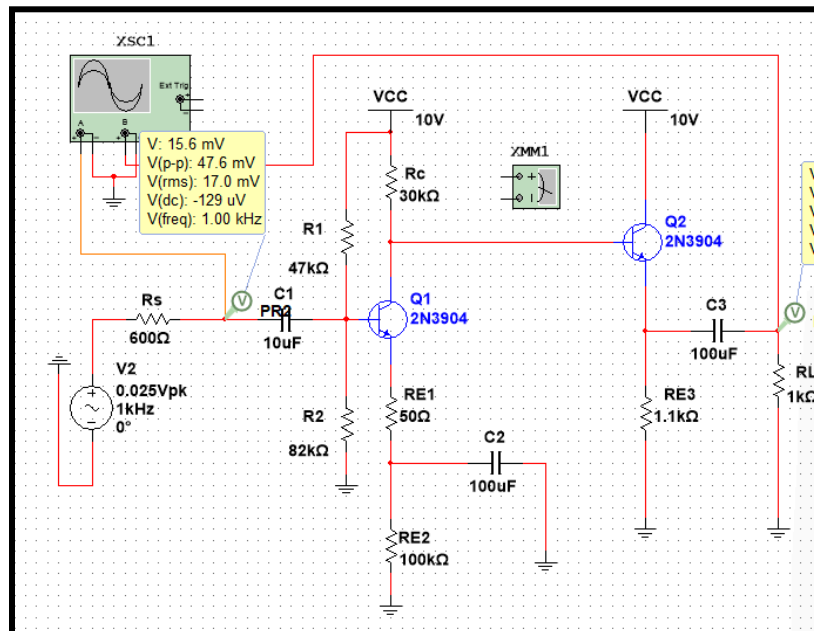 XSC1
Ext Trig
+
-
A
B
+ - + -
V: 15.6 mV
V(p-p): 47.6 mV
V(rms): 17.0 mV
V(dc): -129 uV
V(freq): 1.00 kHz
VCC
10V
VCC
10V
XMM1
Rc
30kΩ
R1
47kΩ
Q2
2N3904
V
V
Rs
600Ω
C1
PR2
10uF
Q1
2N3904
C3
100uF
V2
0.025Vpk
1kHz
0°
RE1
50Ω
R2
82kΩ
C2
100uF
RE3
1.1kΩ
RL
1kΩ
RE2
100kΩ
V
V
V
V
V